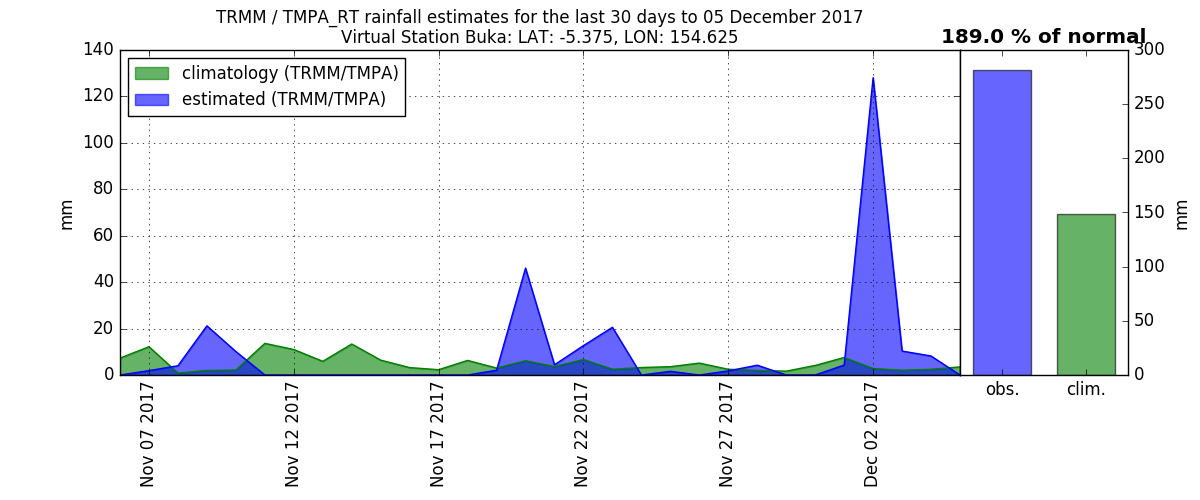 TRMM / TMPA_RT rainfall estimates for the last 30 days to 05 December 2017
Virtual Station Buka: LAT: -5.375, LON: 154.625
189.0 % of normal
climatology (TRMM/TMPA)
estimated (TRMM/TMPA)
140
120
100
80
60
40
20
0
mm
Nov 07 2017
Nov 12 2017
Nov 17 2017
Nov 22 2017
Nov 27 2017
Dec 02 2017
300
250
200
150
100
50
0
mm
obs.
clim.